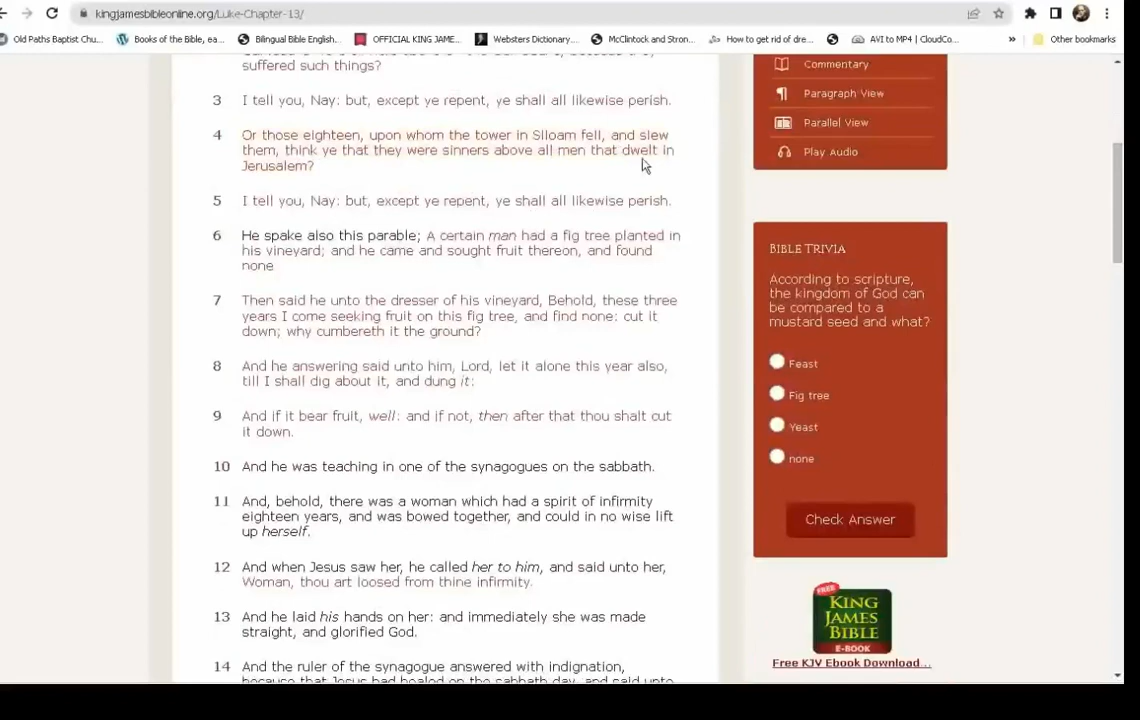 kingjamesbibleonline.org/Luke-Chapter-13/
Old Paths Baptist Chu...
Books of the Bible, ea...
Bilingual Bible English...
OFFICIAL KING JAME...
Websters Dictionary...
McClintock and Stron...
How to get rid of dre...
AVI to MP4 | CloudCo...
»
Other bookmarks
suffered such things?
3 I tell you, Nay: but, except ye repent, ye shall all likewise perish.
4 Or those eighteen, upon whom the tower in Siloam fell, and slew
them, think ye that they were sinners above all men that dwelt in
Jerusalem?
5 I tell you, Nay: but, except ye repent, ye shall all likewise perish.
6 He spake also this parable; A certain man had a fig tree planted in
his vineyard; and he came and sought fruit thereon, and found
none
7 Then said he unto the dresser of his vineyard, Behold, these three
years I come seeking fruit on this fig tree, and find none: cut it
down; why cumbereth it the ground?
8 And he answering said unto him, Lord, let it alone this year also,
till I shall dig about it, and dung it:
9 And if it bear fruit, well: and if not, then after that thou shalt cut
it down.
10 And he was teaching in one of the synagogues on the sabbath.
11 And, behold, there was a woman which had a spirit of infirmity
eighteen years, and was bowed together, and could in no wise lift
up herself.
12 And when Jesus saw her, he called her to him, and said unto her,
Woman, thou art loosed from thine infirmity.
13 And he laid his hands on her: and immediately she was made
straight, and glorified God.
14 And the ruler of the synagogue answered with indignation,
because that Jesus had healed on the sabbath day, and said unto
Commentary
Paragraph View
Parallel View
Play Audio
BIBLE TRIVIA
According to scripture,
the kingdom of God can
be compared to a
mustard seed and what?
Feast
Fig tree
Yeast
none
Check Answer
FREE
KING
JAMES
BIBLE
E-BOOK
Free KJV Ebook Download...